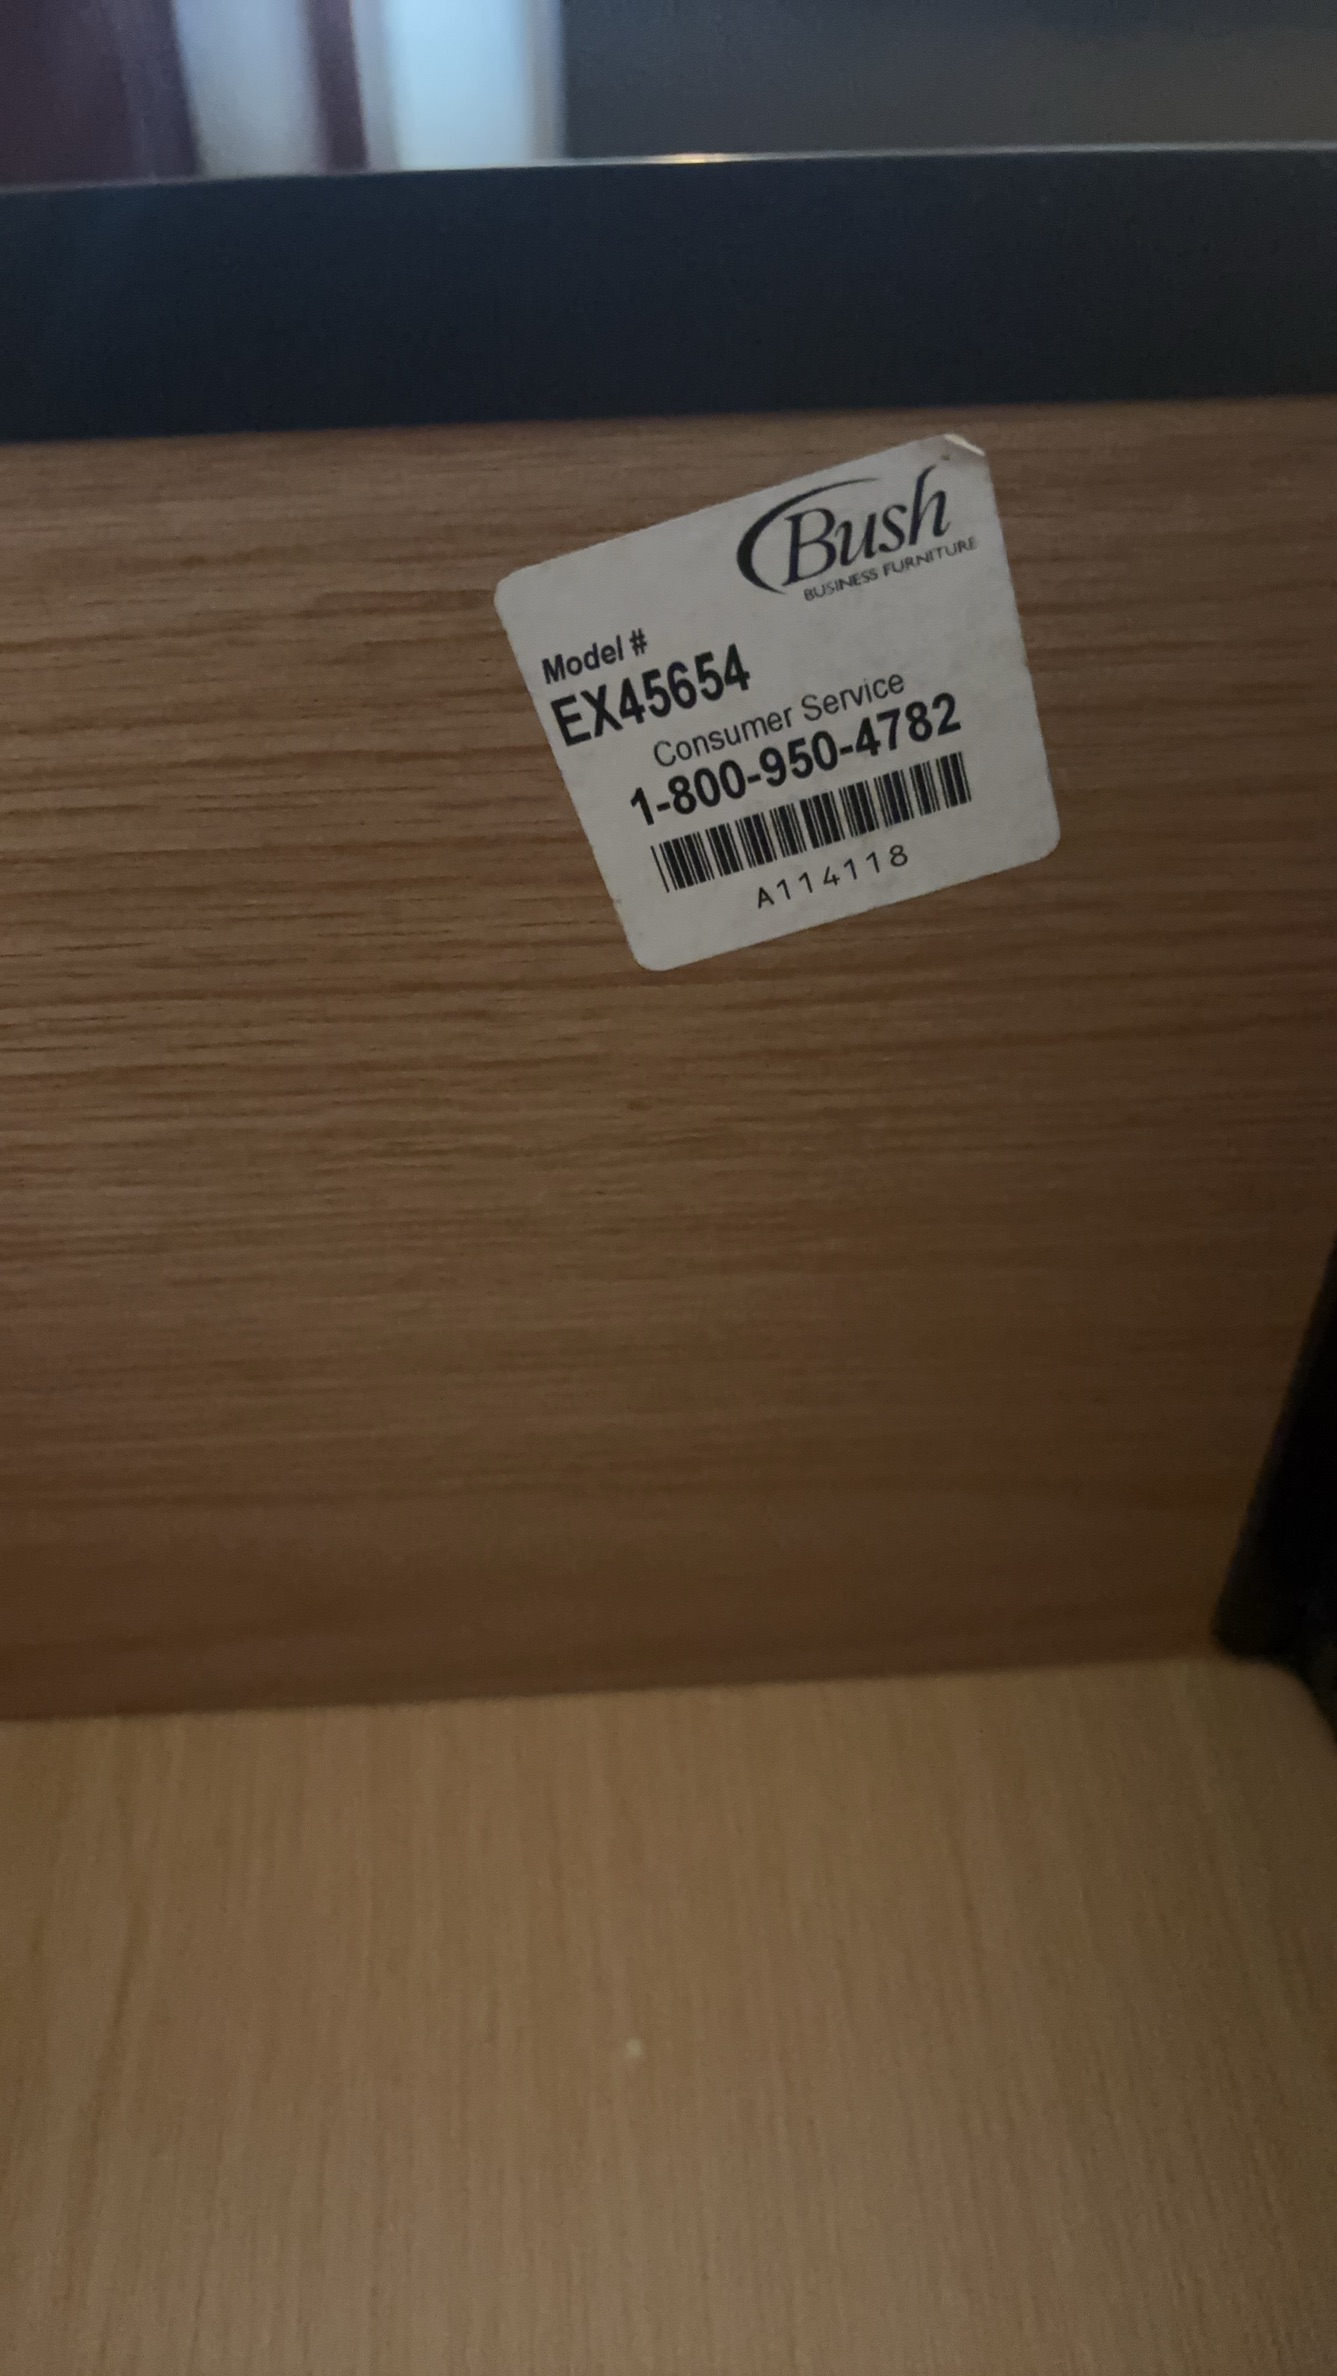 Bush
BUSINESS FURNITURE
Model #
EX45654
Consumer Service
1-800-950-4782
A114118